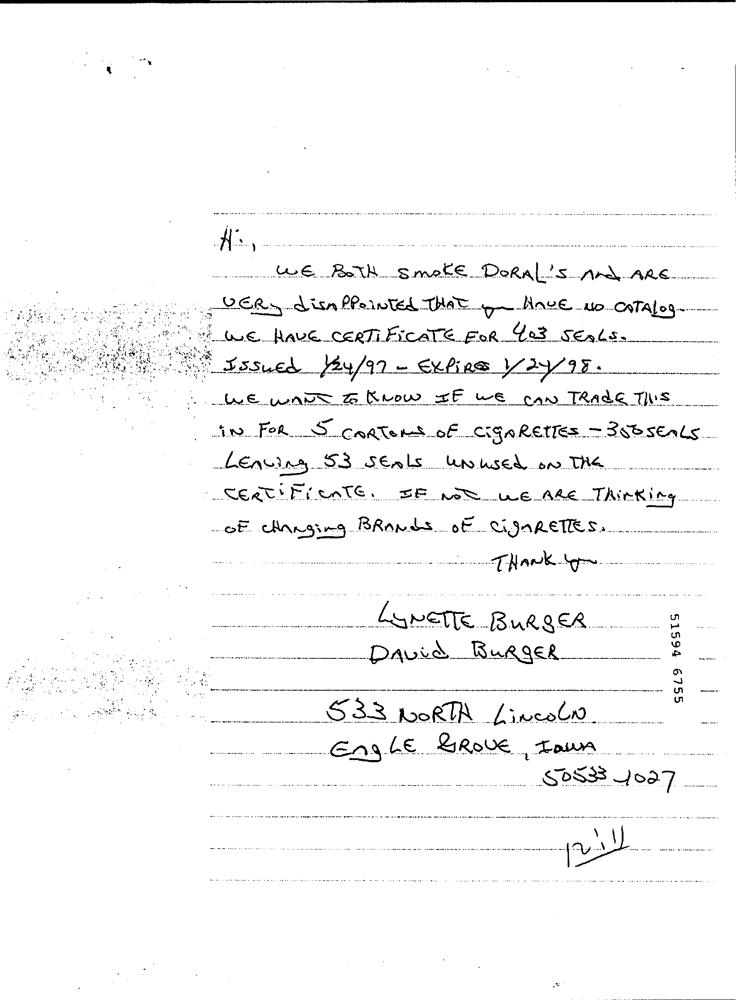 Hi,
WE BOTH SMOKE DORAL'S And ARE
VERy disAPPOinted THAT you HAVE NO CATALog.
WE HAVE CERTIFICATE FOR 403 SEALS.
ISSUEd 1/24/97 - EXPIRES 1/24/98.
WE WANT TO KNOW IF WE CAN TRADE THIS
iN FOR 5 CARTONS OF CigARETTES - 350 SEALS
LEAVing 53 SEALS UNUSED ON THE
CERTiFiCATE. IF NOT WE ARE THINKing
OF CHAnging BRANds OF CigARETTES.
THANK you
LyNETTE BURGER
DAVid BURGER
533 NORTH LincoLN
EAgLE GROVE, IOWA
50533-1027
51594 6755